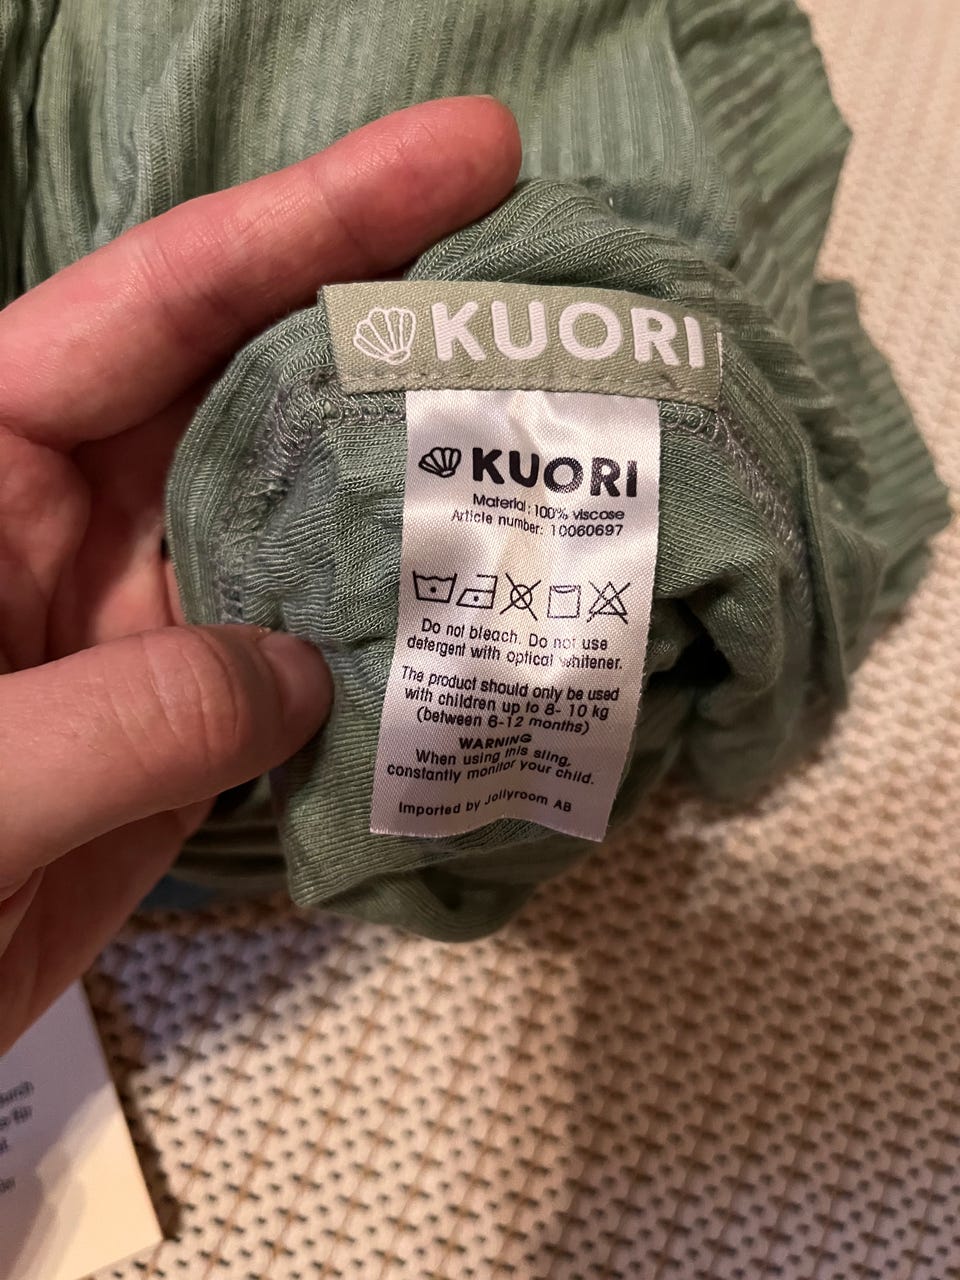 KUORI
KUORI
Material: 100% viscose
Article number: 10060697
Do not bleach. Do not use
detergent with optical whitener.
The product should only be used
with children up to 8- 10 kg
(between 6-12 months)
WARNING
When using this sling,
constantly monitor your child.
Imported by Jollyroom AB